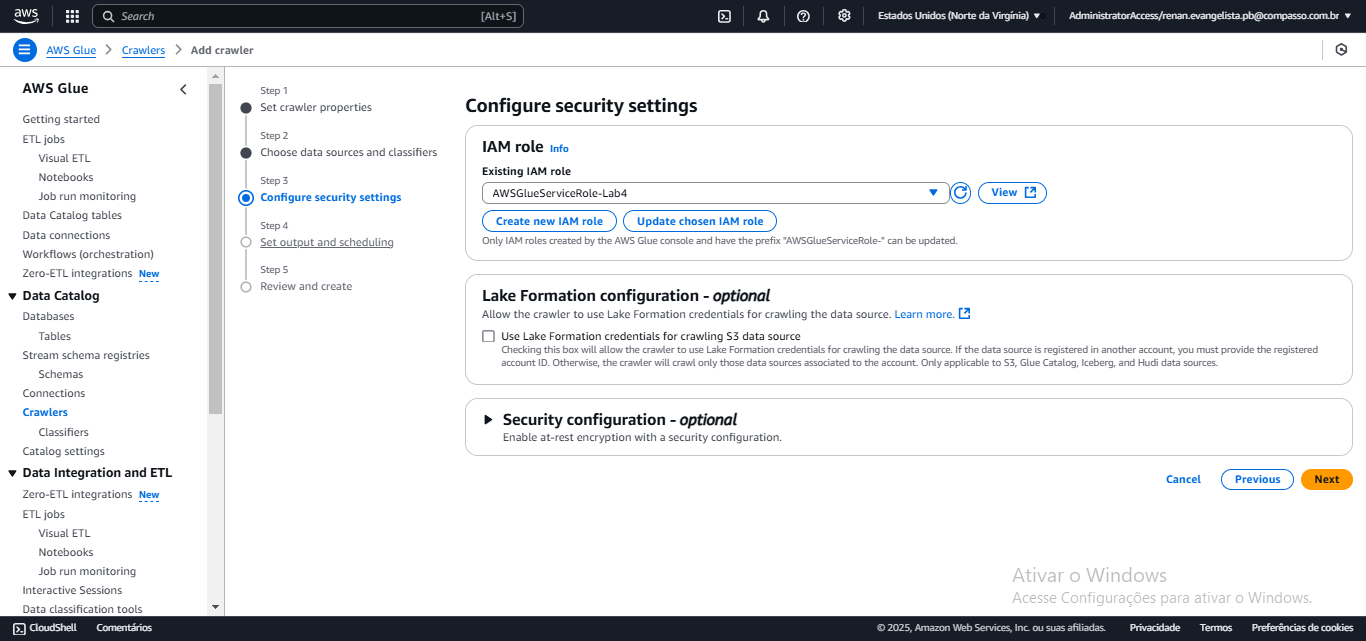 aws
Search [Alt+S]
Estados Unidos (Norte da Virgínia)
AdministratorAccess/renan.evangelista.pb@compasso.com.br
AWS Glue > Crawlers > Add crawler
AWS Glue
Getting started
ETL jobs
Visual ETL
Notebooks
Job run monitoring
Data Catalog tables
Data connections
Workflows (orchestration)
Zero-ETL integrations New
Data Catalog
Databases
Tables
Stream schema registries
Schemas
Connections
Crawlers
Classifiers
Catalog settings
Data Integration and ETL
Zero-ETL integrations New
ETL jobs
Visual ETL
Notebooks
Job run monitoring
Interactive Sessions
Data classification tools
Step 1
Set crawler properties
Step 2
Choose data sources and classifiers
Step 3
Configure security settings
Step 4
Set output and scheduling
Step 5
Review and create
Configure security settings
IAM role Info
Existing IAM role
AWSGlueServiceRole-Lab4
View
Create new IAM role Update chosen IAM role
Only IAM roles created by the AWS Glue console and have the prefix "AWSGlueServiceRole-" can be updated.
Lake Formation configuration - optional
Allow the crawler to use Lake Formation credentials for crawling the data source. Learn more.
Use Lake Formation credentials for crawling S3 data source
Checking this box will allow the crawler to use Lake Formation credentials for crawling the data source. If the data source is registered in another account, you must provide the registered
account ID. Otherwise, the crawler will crawl only those data sources associated to the account. Only applicable to S3, Glue Catalog, Iceberg, and Hudi data sources.
Security configuration - optional
Enable at-rest encryption with a security configuration.
Cancel Previous Next
Ativar o Windows
Acesse Configurações para ativar o Windows.
CloudShell Comentários
© 2025, Amazon Web Services, Inc. ou suas afiliadas. Privacidade Termos Preferências de cookies